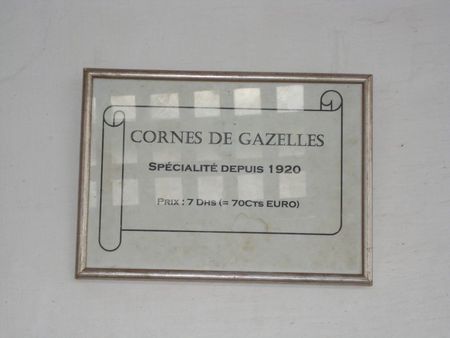 CORNES DE GAZELLES
SPÉCIALITÉ DEPUIS 1920
PRIX : 7 DHS (= 70CTS EURO)